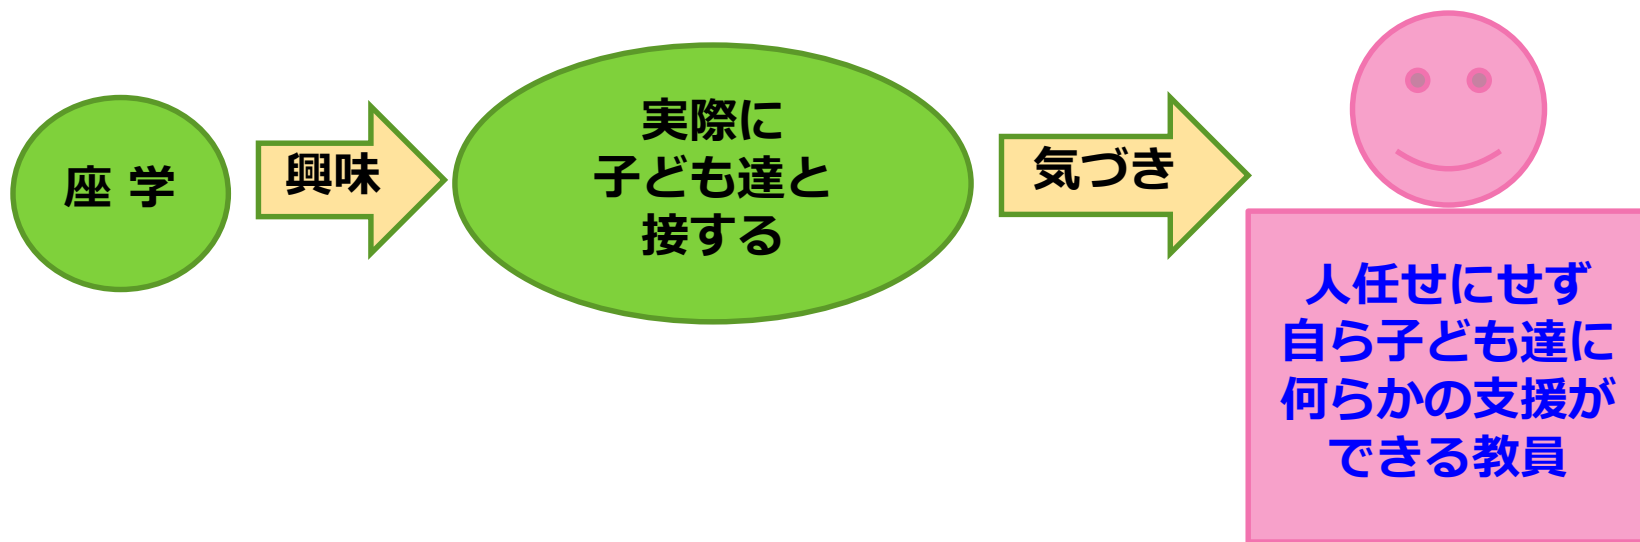 座 学
興味
実際に
子ども達と
接する
気づき
人任せにせず
自ら子ども達に
何らかの支援が
できる教員